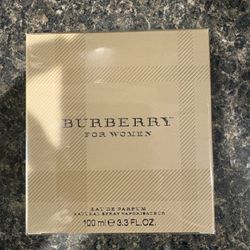 BURBERRY
FOR WOMEN
EAU DE PARFUM
NATURAL SPRAY VAPORISATEUR
100 ml ℮ 3.3 FL.OZ.